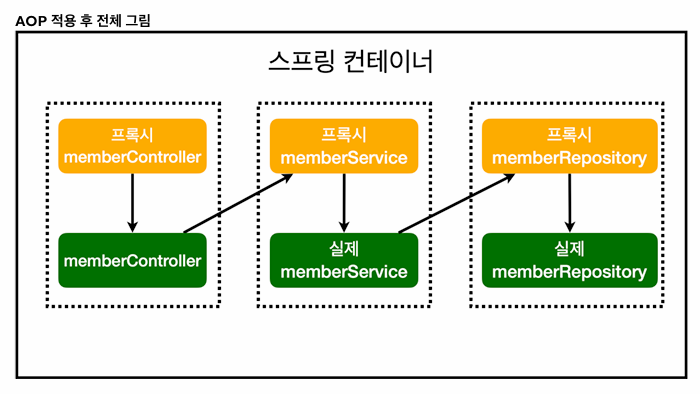 AOP 적용 후 전체 그림
스프링 컨테이너
프록시
memberController
프록시
memberService
프록시
memberRepository
memberController
실제
memberService
실제
memberRepository